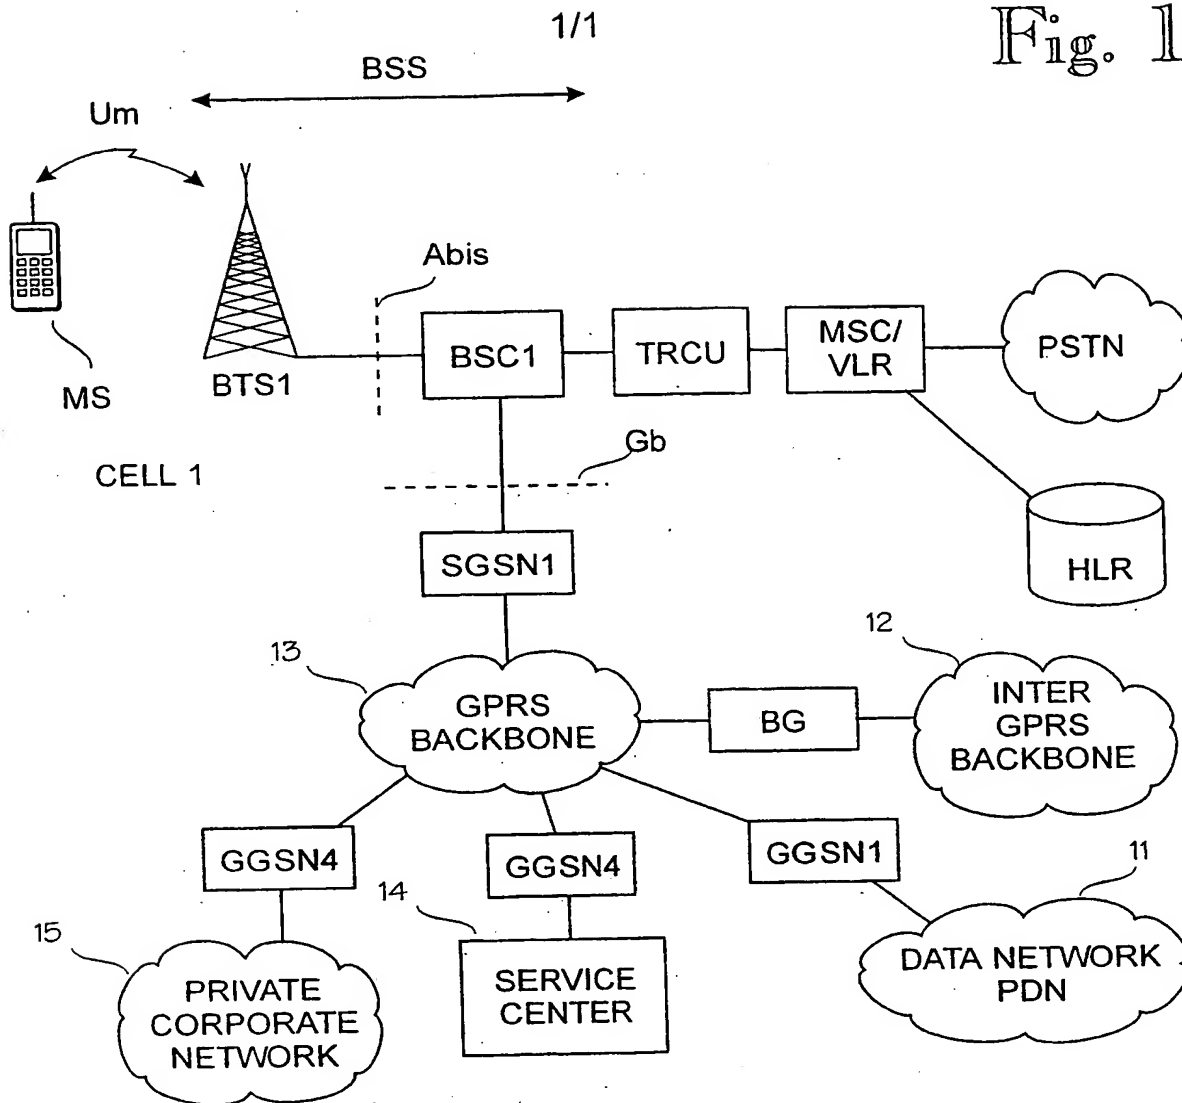 1/1
Fig. 1
BSS
Um
Abis
MS
BTS1
BSC1
TRCU
MSC/
VLR
PSTN
CELL 1
Gb
HLR
SGSN1
13
12
GPRS
BACKBONE
BG
INTER
GPRS
BACKBONE
GGSN4
GGSN4
GGSN1
11
14
15
PRIVATE
CORPORATE
NETWORK
SERVICE
CENTER
DATA NETWORK
PDN